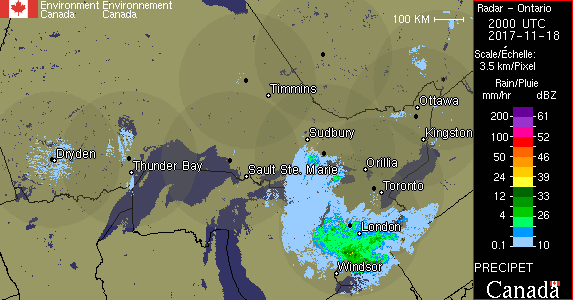 Environment Environnement
Canada Canada
100 KM
Timmins
Ottawa
Sudbury
Kingston
Dryden
Thunder Bay
Sault Ste. Marie
Orillia
Toronto
London
Windsor
Radar - Ontario
2000 UTC
2017-11-18
Scale/Échelle:
3.5 km/Pixel
Rain/Pluie
mm/hr dBZ
200 61
100 52
50 46
24 39
12 33
4 26
0.1 10
PRECIPET
Canada